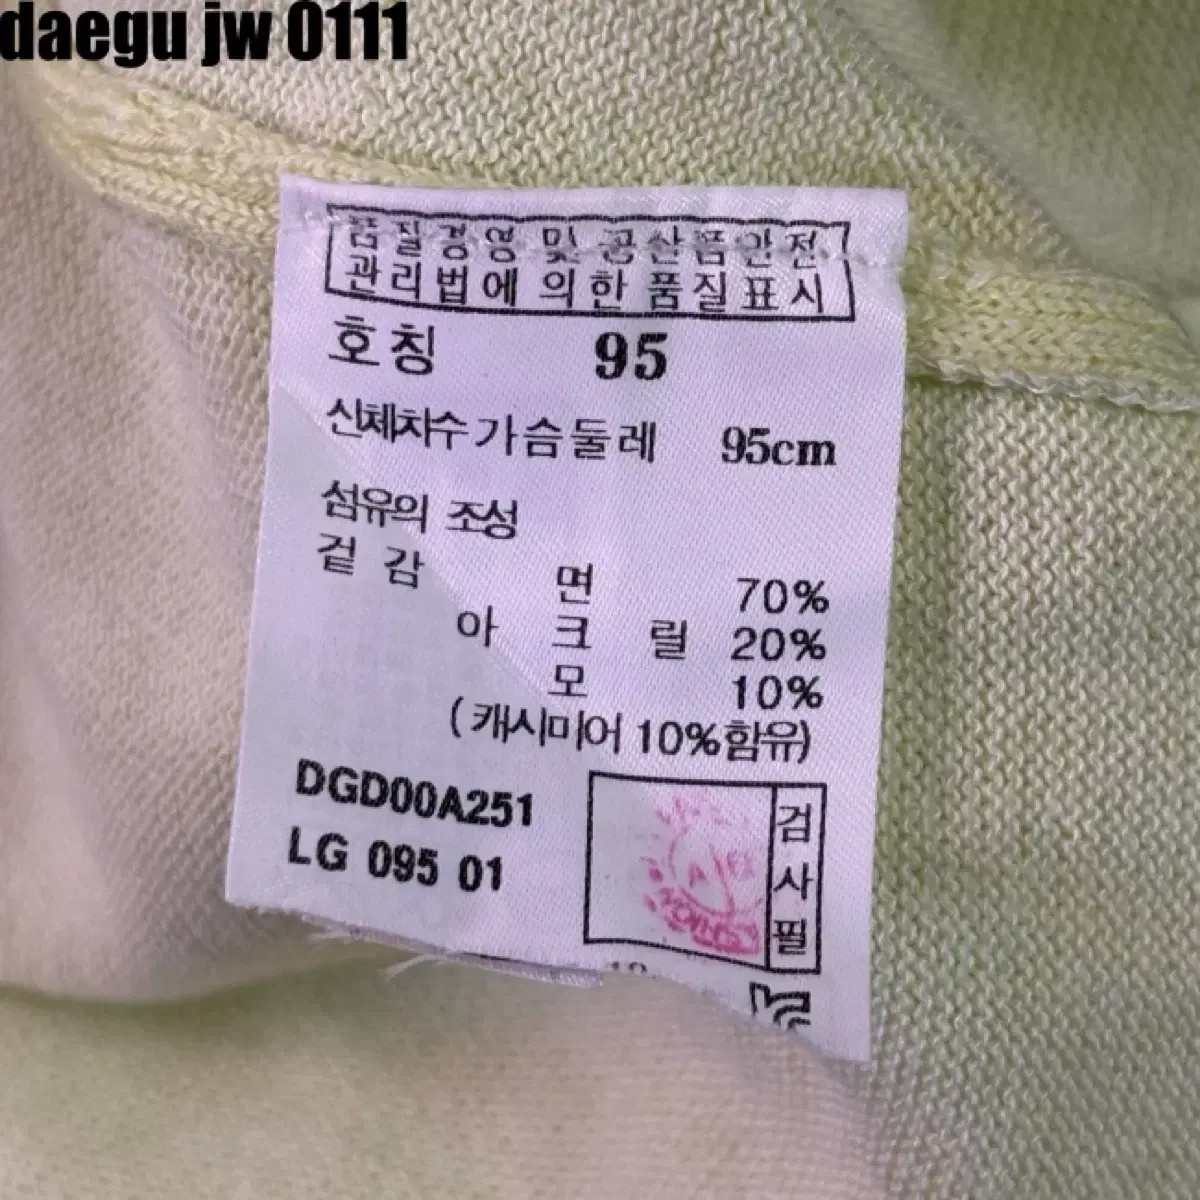 daegu jw 0111
품질경영 및 공산품안전
관리법에 의한 품질표시
호칭 95
신체치수 가슴둘레 95cm
섬유의 조성
겉감 면 70%
아크릴 20%
모 10%
(캐시미어 10%함유)
DGD00A251
LG 095 01
검사필